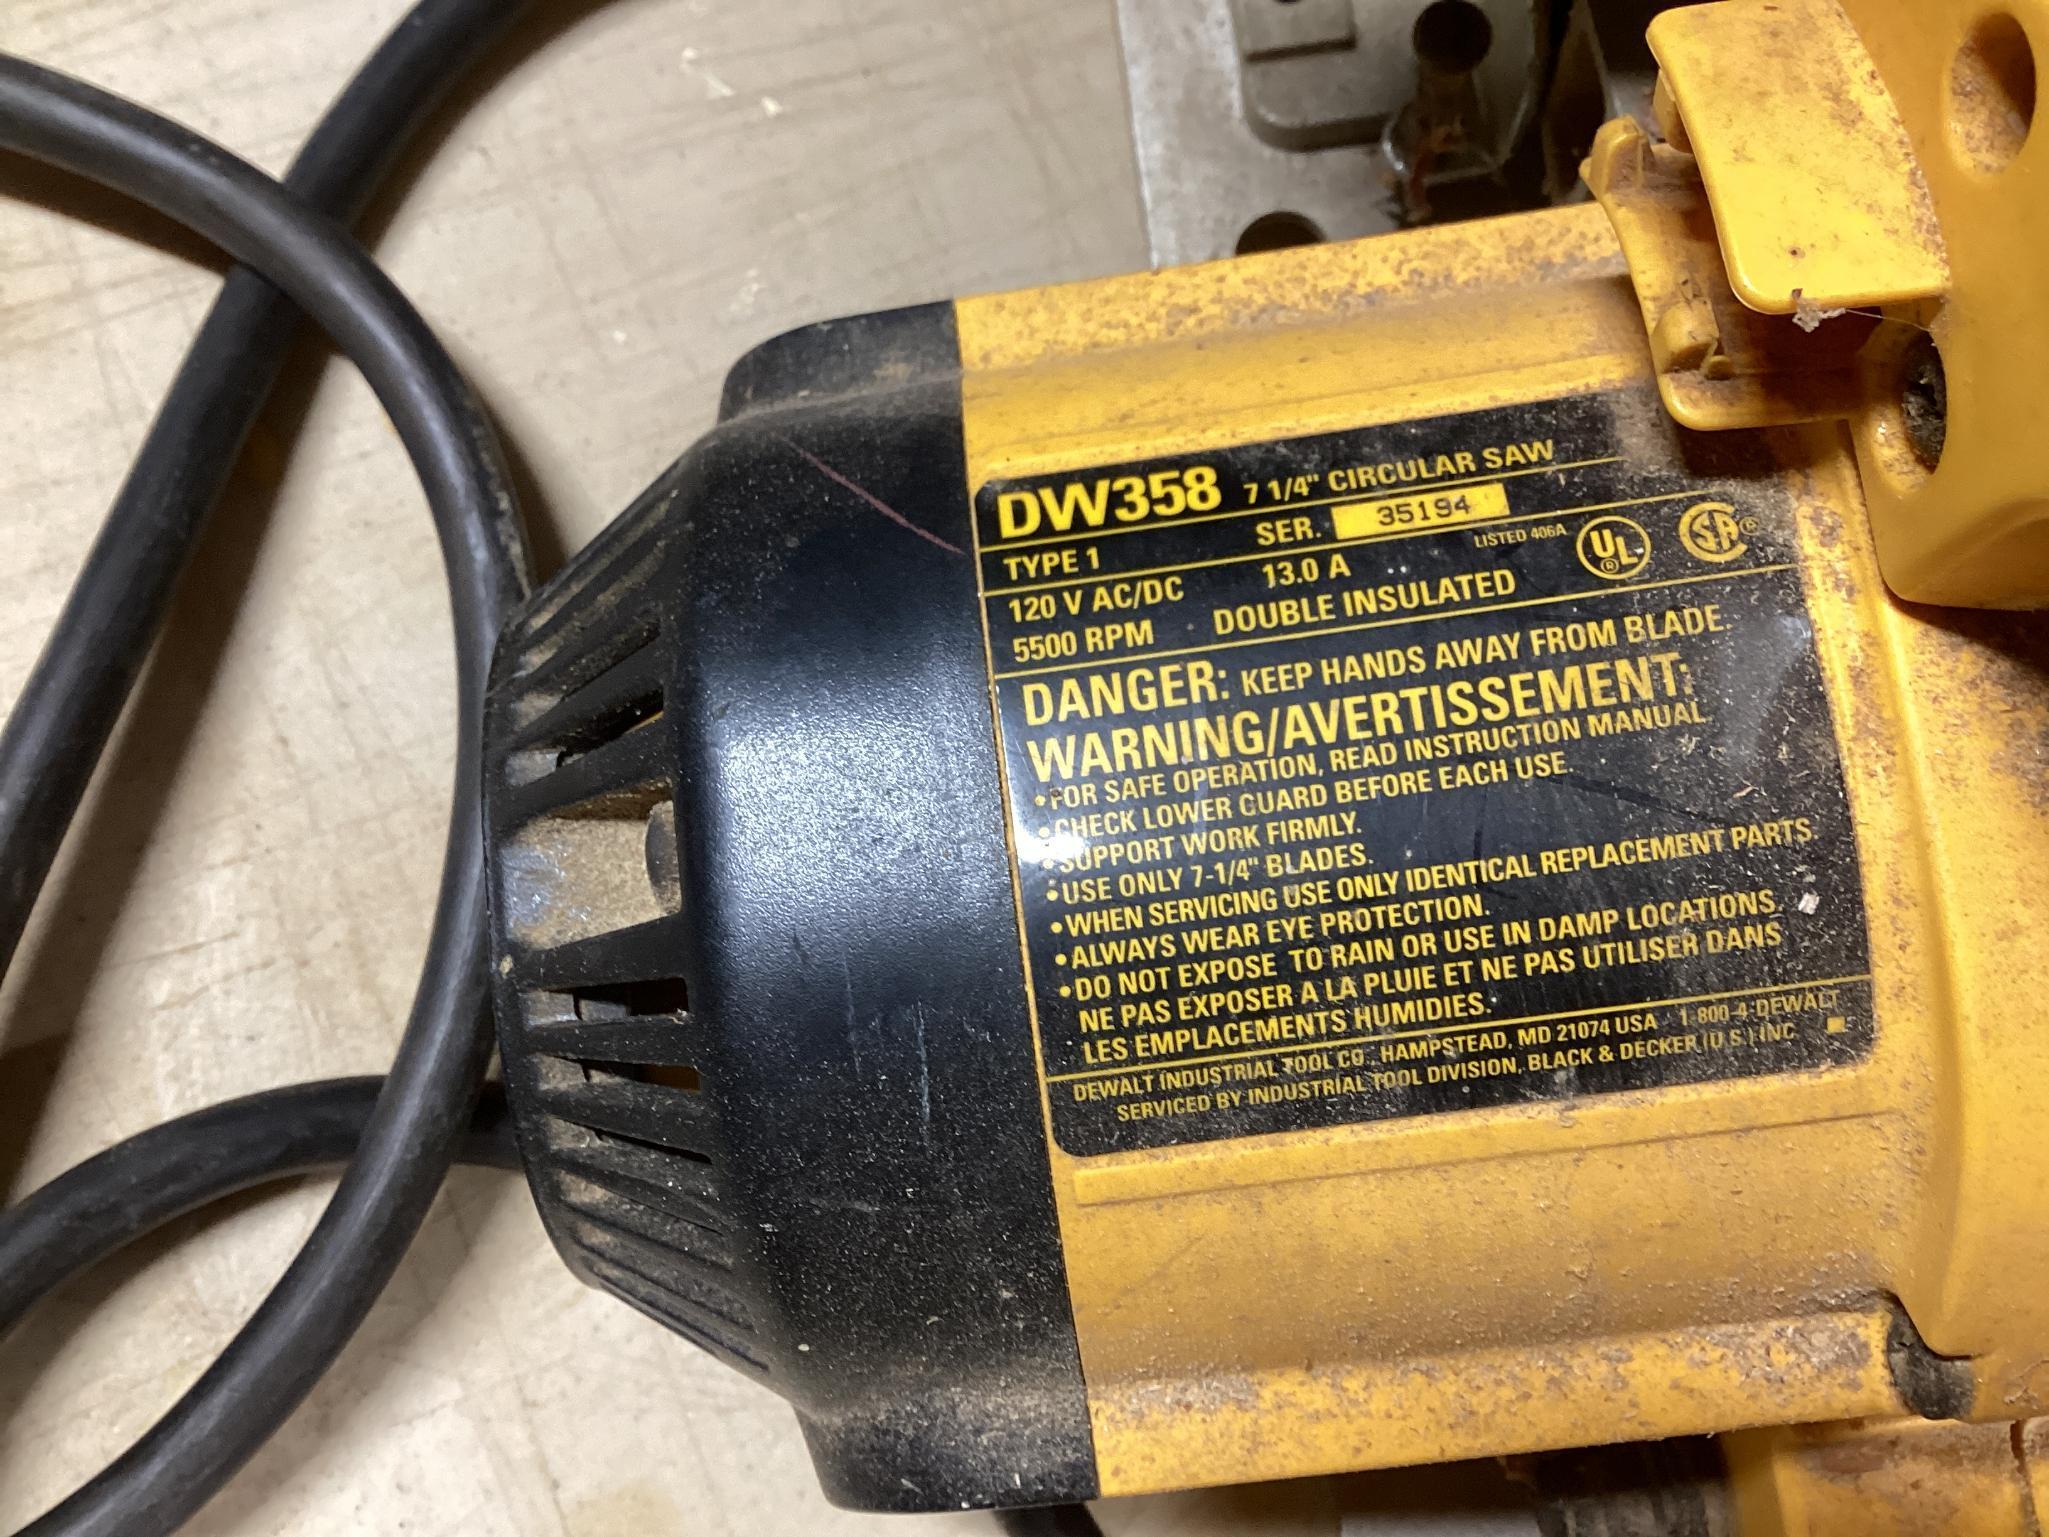 DW358 7 1/4" CIRCULAR SAW
TYPE 1 SER. 35194
120 V AC/DC 13.0 A LISTED 406A UL® SA®
5500 RPM DOUBLE INSULATED
DANGER: KEEP HANDS AWAY FROM BLADE.
WARNING/AVERTISSEMENT:
•FOR SAFE OPERATION, READ INSTRUCTION MANUAL.
•CHECK LOWER GUARD BEFORE EACH USE.
•SUPPORT WORK FIRMLY.
•USE ONLY 7-1/4" BLADES.
•WHEN SERVICING USE ONLY IDENTICAL REPLACEMENT PARTS.
•ALWAYS WEAR EYE PROTECTION.
•DO NOT EXPOSE TO RAIN OR USE IN DAMP LOCATIONS.
NE PAS EXPOSER A LA PLUIE ET NE PAS UTILISER DANS
LES EMPLACEMENTS HUMIDIES.
DEWALT INDUSTRIAL TOOL CO., HAMPSTEAD, MD 21074 USA 1-800-4-DEWALT
SERVICED BY INDUSTRIAL TOOL DIVISION, BLACK & DECKER (U.S.) INC